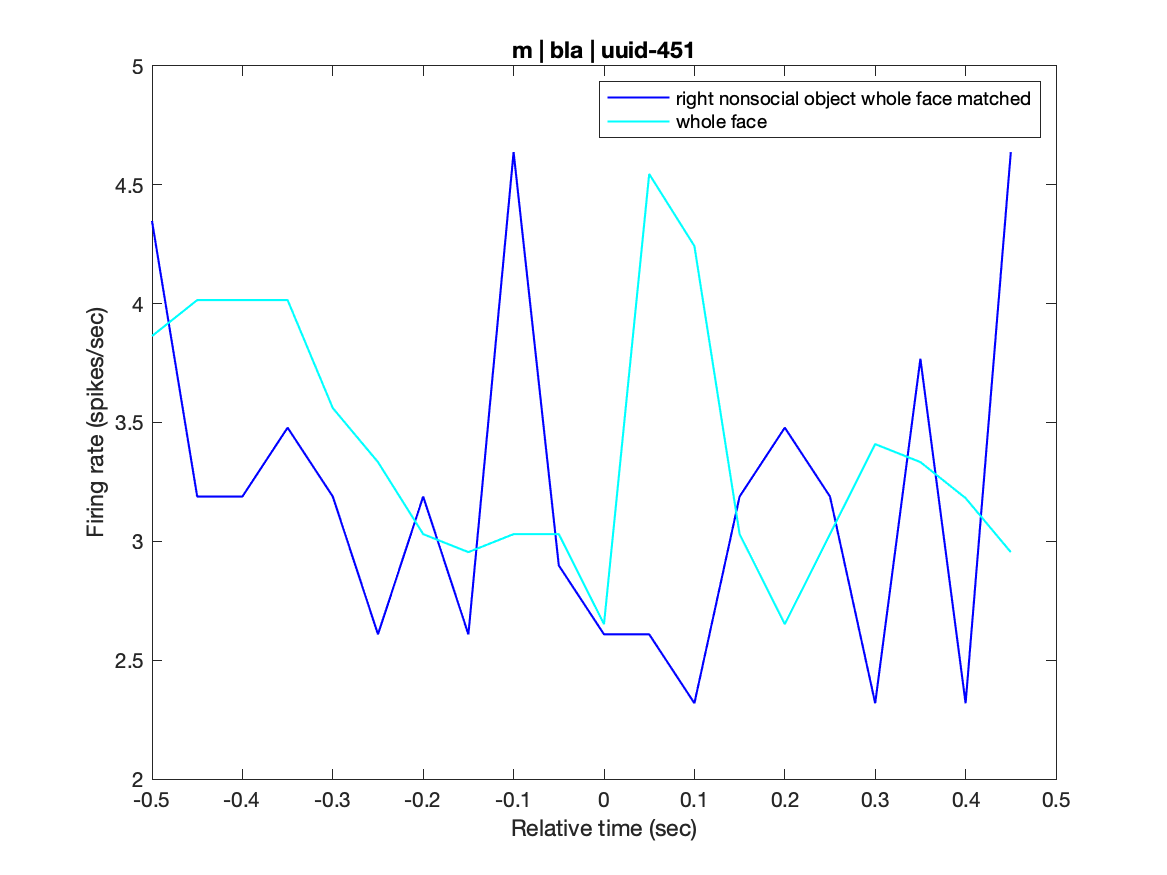 m | bla | uuid-451
right nonsocial object whole face matched
whole face
Firing rate (spikes/sec)
5
4.5
4
3.5
3
2.5
2
-0.5 -0.4 -0.3 -0.2 -0.1 0 0.1 0.2 0.3 0.4 0.5
Relative time (sec)